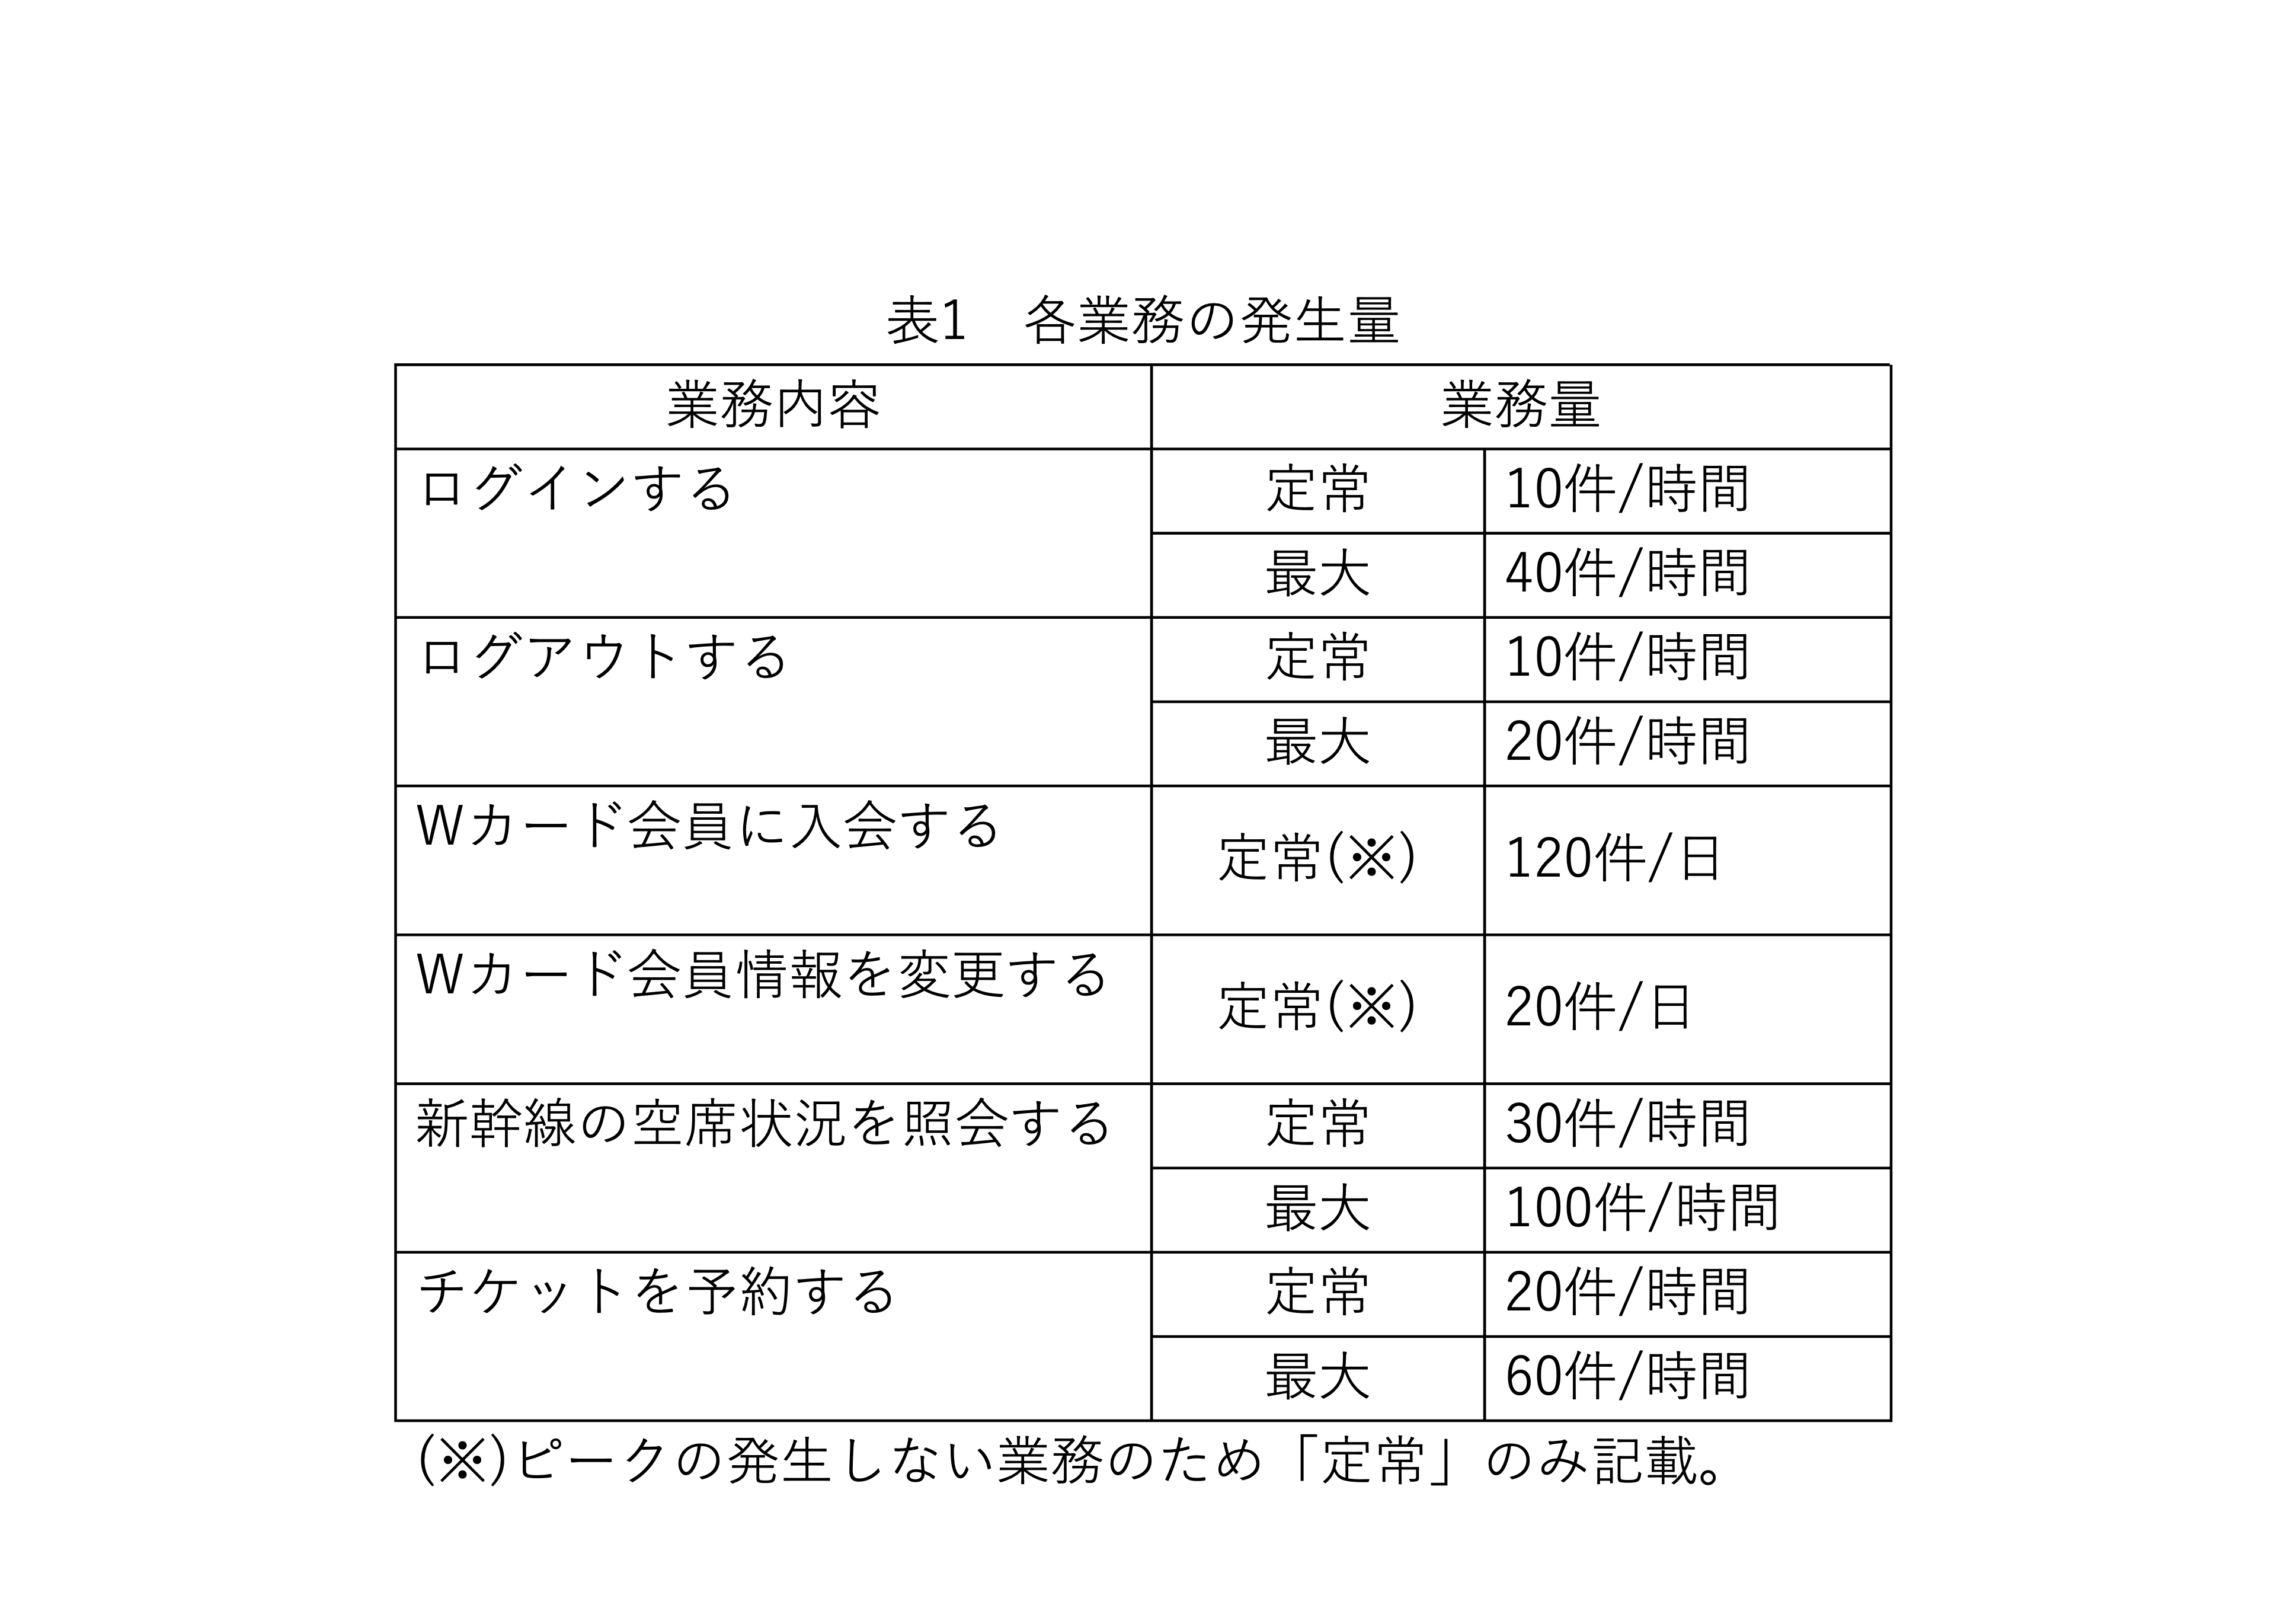 表1　各業務の発生量
業務内容 業務量
ログインする 定常 10件/時間
最大 40件/時間
ログアウトする 定常 10件/時間
最大 20件/時間
Wカード会員に入会する 定常(※) 120件/日
Wカード会員情報を変更する 定常(※) 20件/日
新幹線の空席状況を照会する 定常 30件/時間
最大 100件/時間
チケットを予約する 定常 20件/時間
最大 60件/時間
(※)ピークの発生しない業務のため「定常」のみ記載。